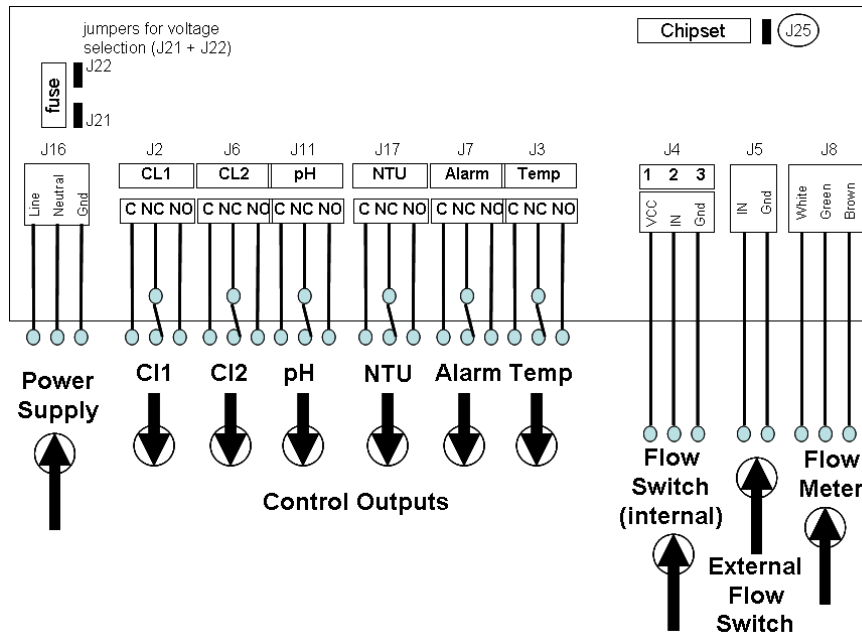 jumpers for voltage
selection (J21 + J22)
Chipset
J25
J22
fuse
J21
J16
J2
J6
J11
J17
J7
J3
J4
J5
J8
CL1
CL2
pH
NTU
Alarm
Temp
1 2 3
Line
Neutral
Gnd
C NC NO
C NC NO
C NC NO
C NC NO
C NC NO
C NC NO
VCC
IN
Gnd
IN
Gnd
White
Green
Brown
Power
Supply
Cl1
Cl2
pH
NTU
Alarm
Temp
Control Outputs
Flow
Switch
(internal)
External
Flow
Switch
Flow
Meter